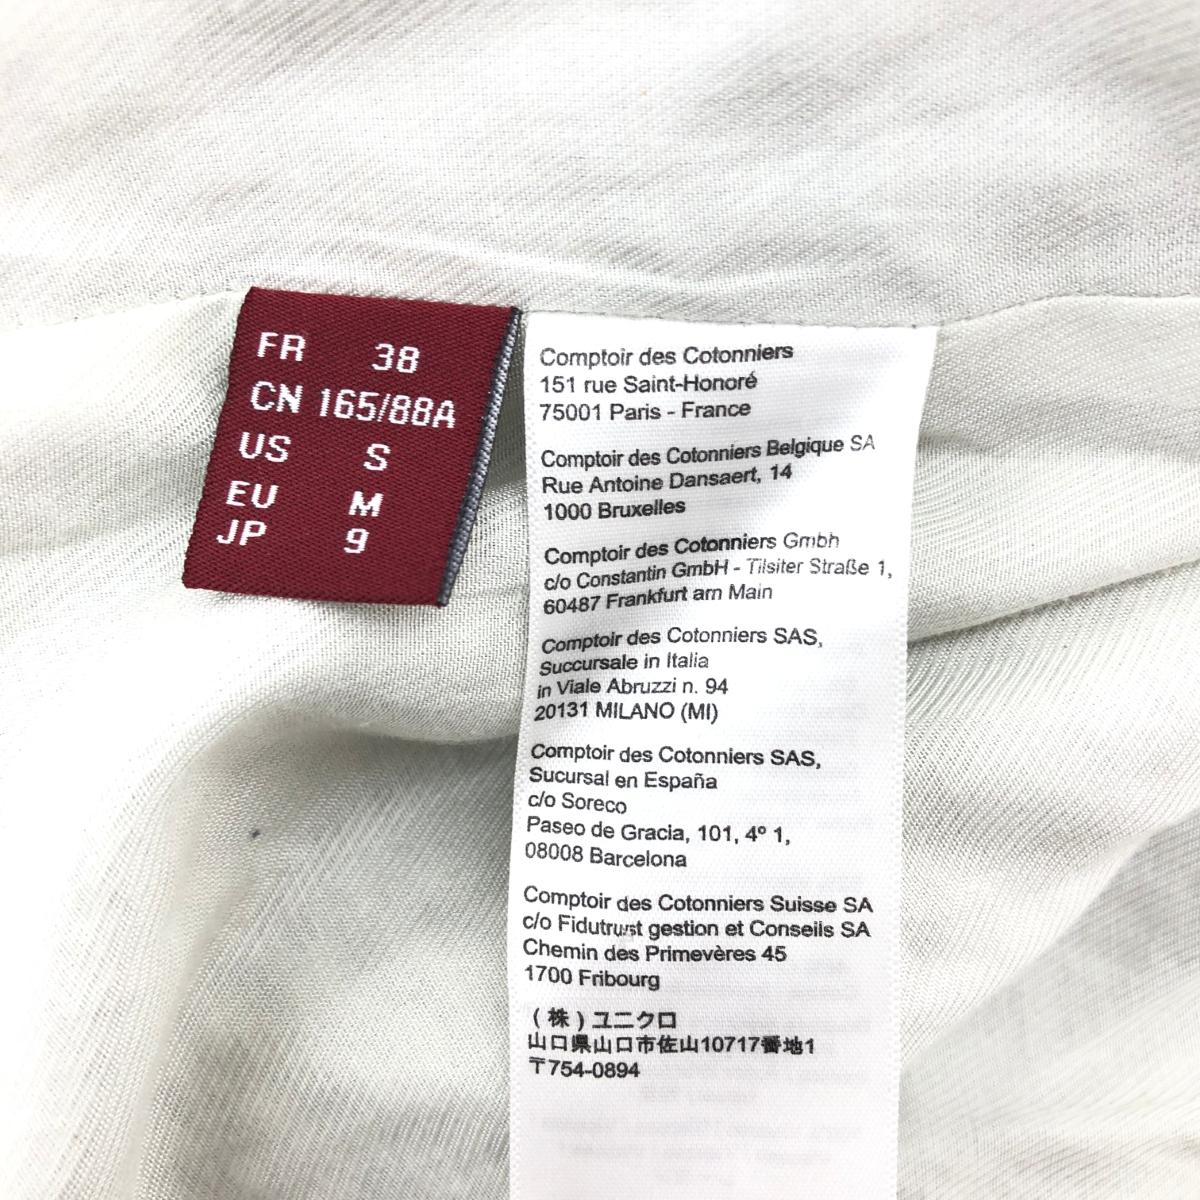 FR 38
CN 165/88A
US S
EU M
JP 9
Comptoir des Cotonniers
151 rue Saint-Honoré
75001 Paris - France
Comptoir des Cotonniers Belgique SA
Rue Antoine Dansaert, 14
1000 Bruxelles
Comptoir des Cotonniers Gmbh
c/o Constantin GmbH - Tilsiter Straße 1,
60487 Frankfurt am Main
Comptoir des Cotonniers SAS,
Succursale in Italia
in Viale Abruzzi n. 94
20131 MILANO (MI)
Comptoir des Cotonniers SAS,
Sucursal en España
c/o Soreco
Paseo de Gracia, 101, 4º 1,
08008 Barcelona
Comptoir des Cotonniers Suisse SA
c/o Fidutrust gestion et Conseils SA
Chemin des Primevères 45
1700 Fribourg
(株)ユニクロ
山口県山口市佐山10717番地1
〒754-0894